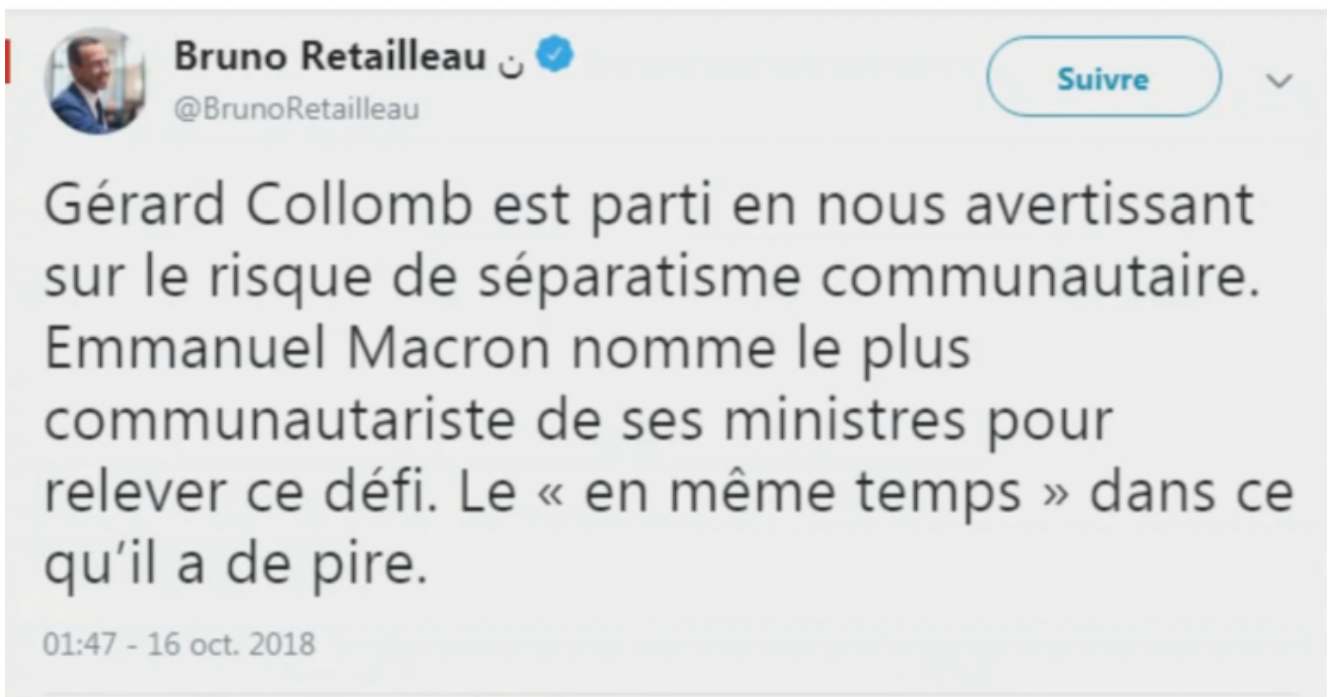 Bruno Retailleau ن
@BrunoRetailleau
Suivre
Gérard Collomb est parti en nous avertissant
sur le risque de séparatisme communautaire.
Emmanuel Macron nomme le plus
communautariste de ses ministres pour
relever ce défi. Le « en même temps » dans ce
qu’il a de pire.
01:47 - 16 oct. 2018